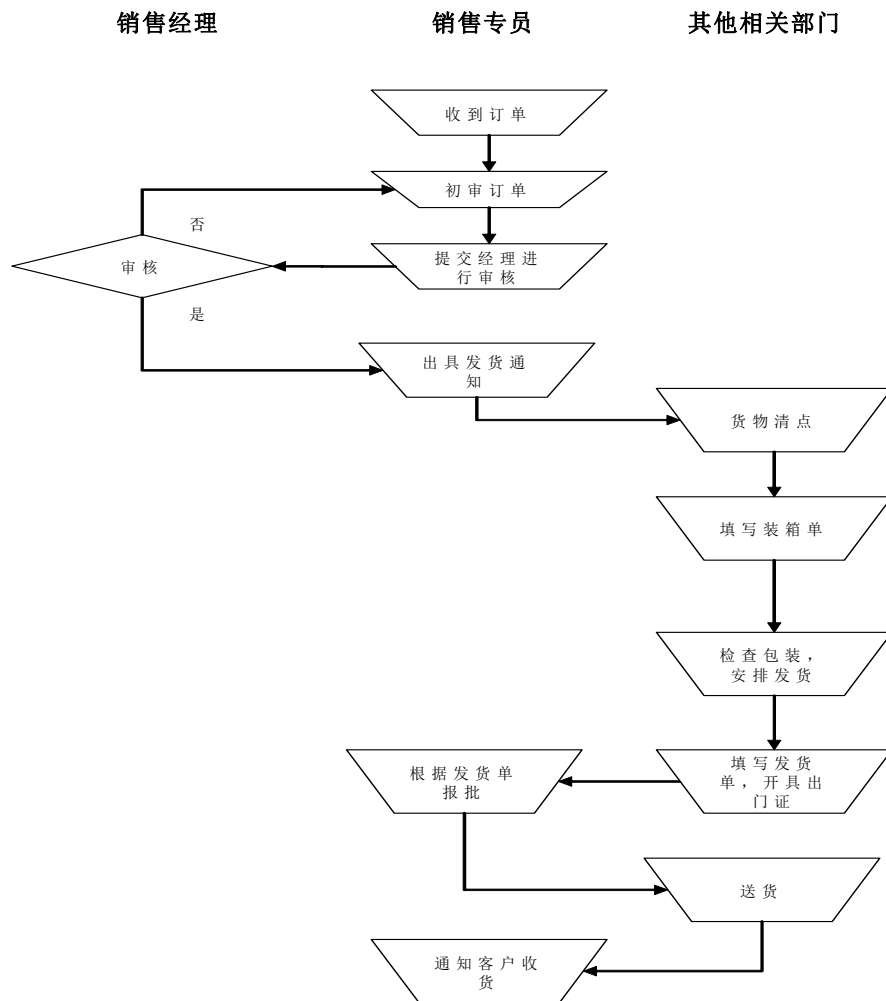 销售经理
销售专员
其他相关部门
收到订单
初审订单
否
提交经理进
行审核
审核
是
出具发货通
知
货物清点
填写装箱单
检查包装，
安排发货
填写发货
单，开具出
门证
根据发货单
报批
送货
通知客户收
货